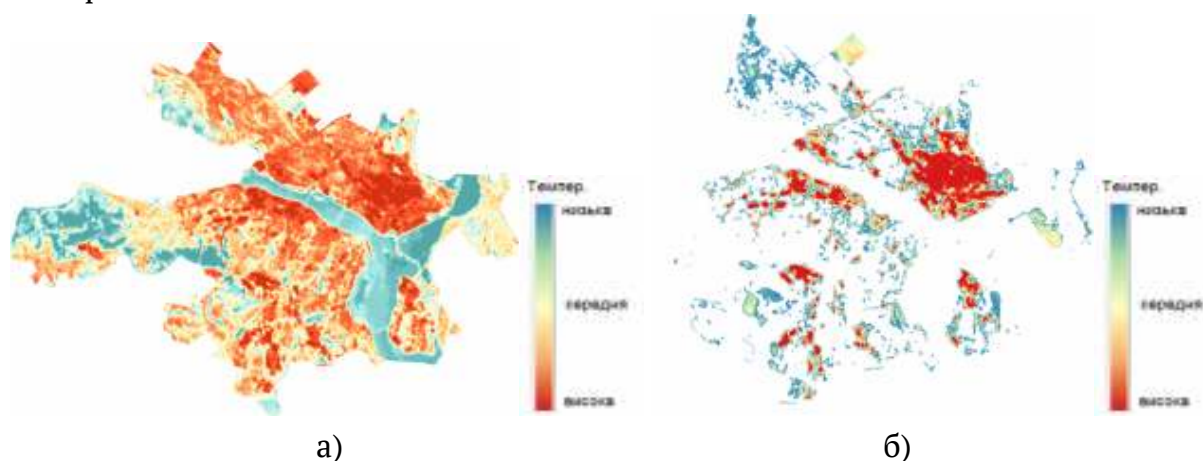 Темпер.
низька
середня
висока
Темпер.
низька
середня
висока
а)
б)